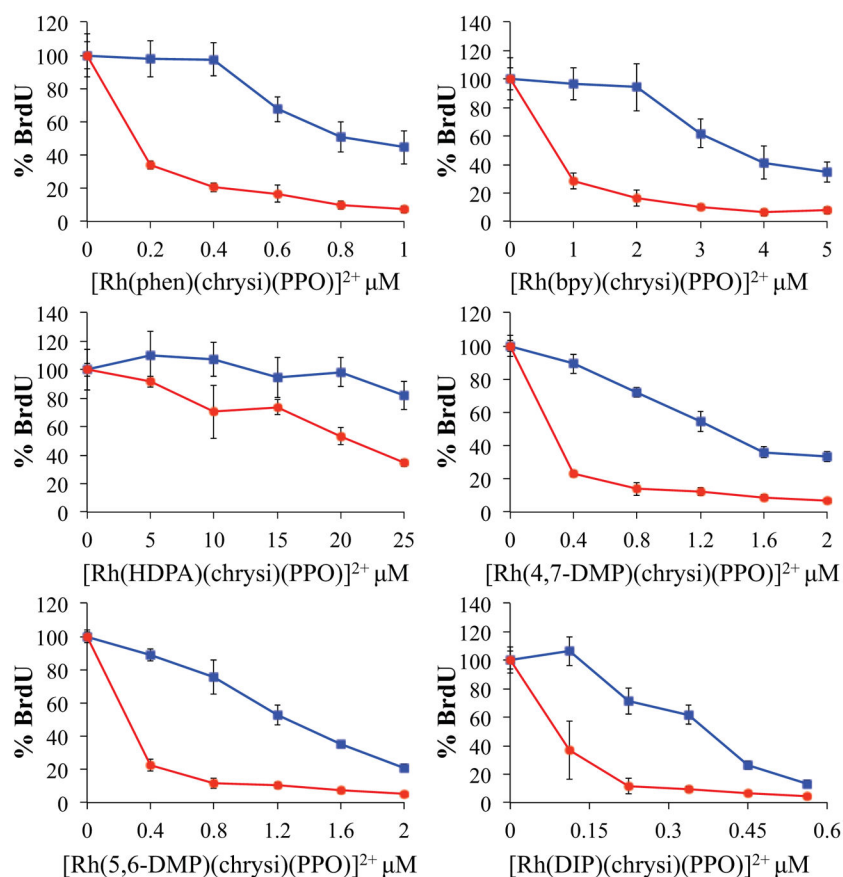 120
100
80
60
40
20
0
% BrdU
0 0.2 0.4 0.6 0.8 1
[Rh(phen)(chrysi)(PPO)]²⁺ μM
140
120
100
80
60
40
20
0
% BrdU
0 1 2 3 4 5
[Rh(bpy)(chrysi)(PPO)]²⁺ μM
140
120
100
80
60
40
20
0
% BrdU
0 5 10 15 20 25
[Rh(HDPA)(chrysi)(PPO)]²⁺ μM
120
100
80
60
40
20
0
% BrdU
0 0.4 0.8 1.2 1.6 2
[Rh(4,7-DMP)(chrysi)(PPO)]²⁺ μM
120
100
80
60
40
20
0
% BrdU
0 0.4 0.8 1.2 1.6 2
[Rh(5,6-DMP)(chrysi)(PPO)]²⁺ μM
140
120
100
80
60
40
20
0
% BrdU
0 0.15 0.3 0.45 0.6
[Rh(DIP)(chrysi)(PPO)]²⁺ μM